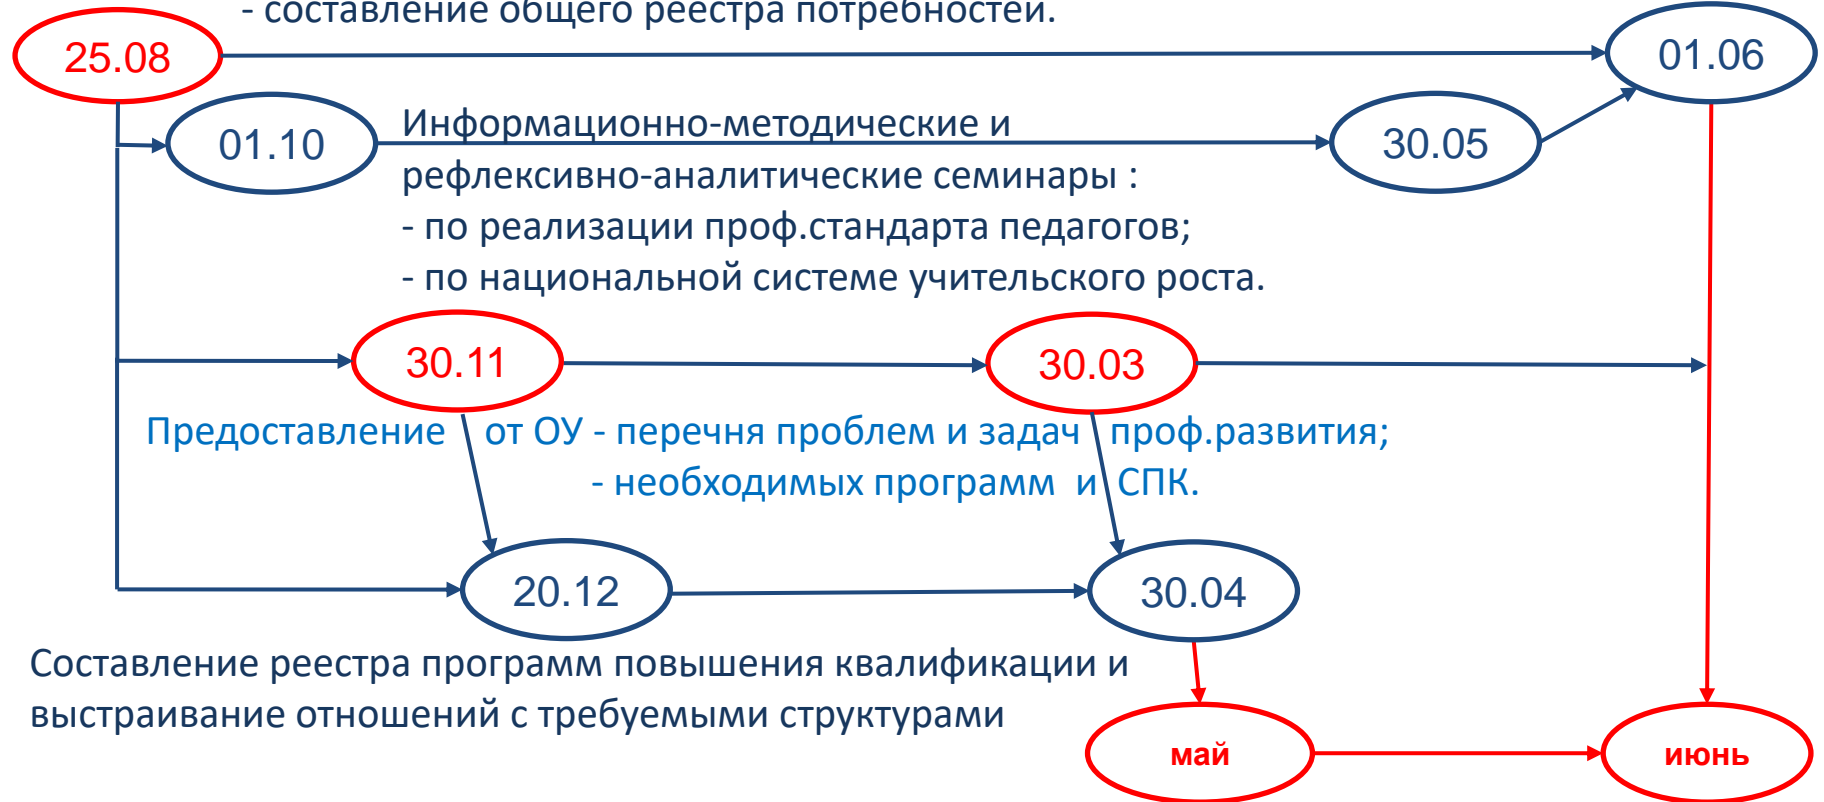 - составление общего реестра потребностей.
25.08
01.06
01.10
Информационно-методические и
30.05
рефлексивно-аналитические семинары :
- по реализации проф.стандарта педагогов;
- по национальной системе учительского роста.
30.11
30.03
Предоставление от ОУ - перечня проблем и задач проф.развития;
- необходимых программ и СПК.
20.12
30.04
Составление реестра программ повышения квалификации и
выстраивание отношений с требуемыми структурами
май
июнь